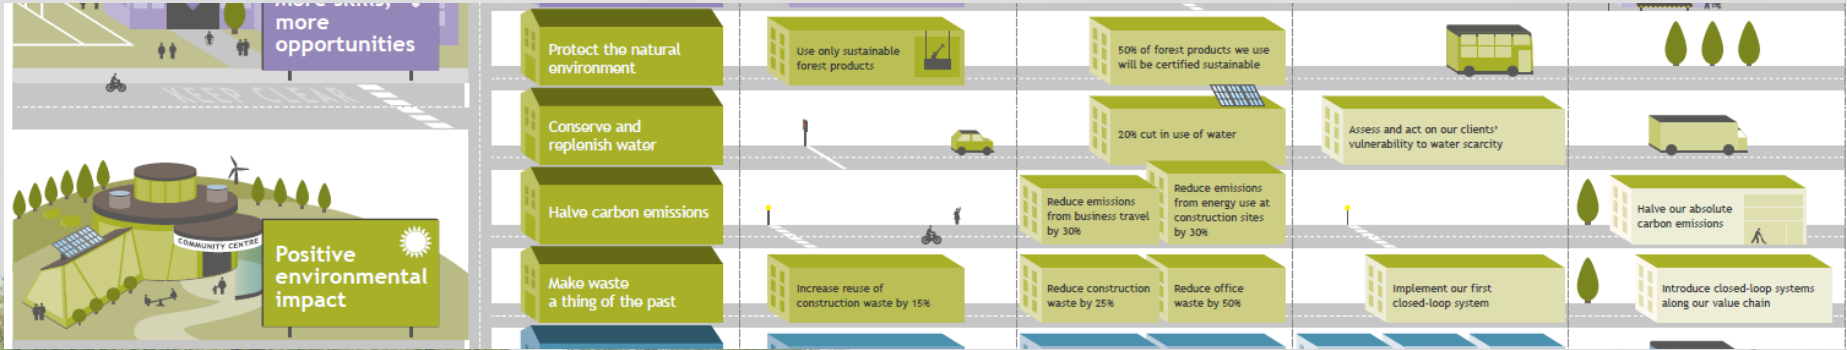 more
opportunities
KEEP CLEAR
COMMUNITY CENTRE
Positive
environmental
impact
Protect the natural
environment
Use only sustainable
forest products
50% of forest products we use
will be certified sustainable
Conserve and
replenish water
20% cut in use of water
Assess and act on our clients'
vulnerability to water scarcity
Halve carbon emissions
Reduce emissions
from business travel
by 30%
Reduce emissions
from energy use at
construction sites
by 30%
Halve our absolute
carbon emissions
Make waste
a thing of the past
Increase reuse of
construction waste by 15%
Reduce construction
waste by 25%
Reduce office
waste by 50%
Implement our first
closed-loop system
Introduce closed-loop systems
along our value chain